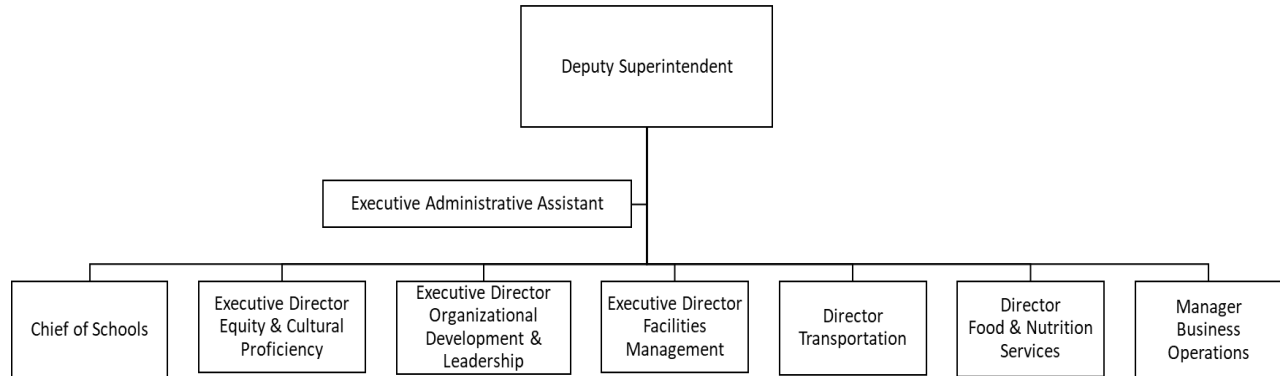 Deputy Superintendent
Executive Administrative Assistant
Chief of Schools
Executive Director
Equity & Cultural
Proficiency
Executive Director
Organizational
Development &
Leadership
Executive Director
Facilities
Management
Director
Transportation
Director
Food & Nutrition
Services
Manager
Business
Operations